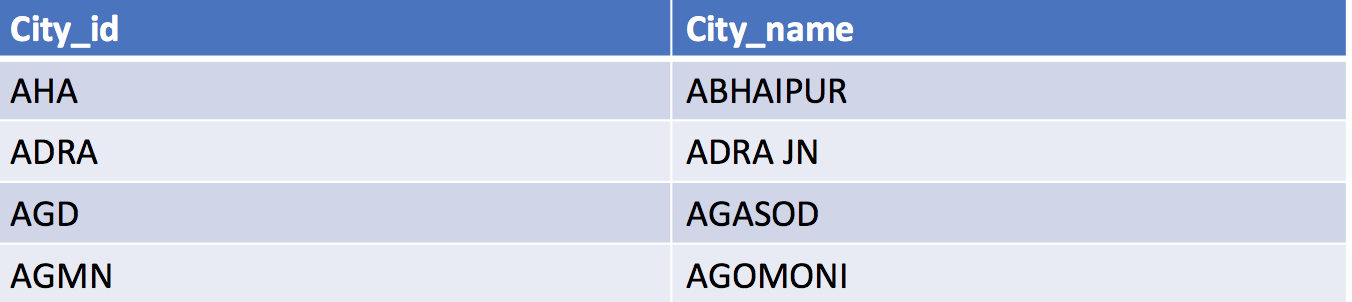 City_id City_name
AHA ABHAIPUR
ADRA ADRA JN
AGD AGASOD
AGMN AGOMONI